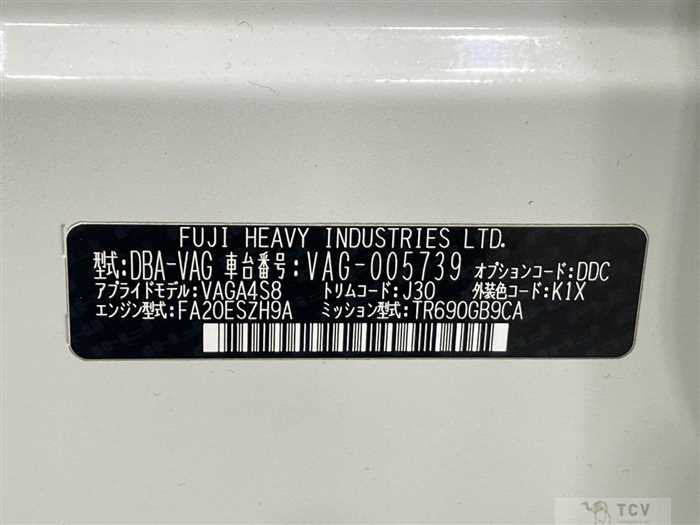 FUJI HEAVY INDUSTRIES LTD.
型式:DBA-VAG 車台番号:VAG-005739 オプションコード:DDC
アプライドモデル:VAGA4S8 トリムコード:J30 外装色コード:K1X
エンジン型式:FA20ESZH9A ミッション型式:TR690GB9CA
TCV